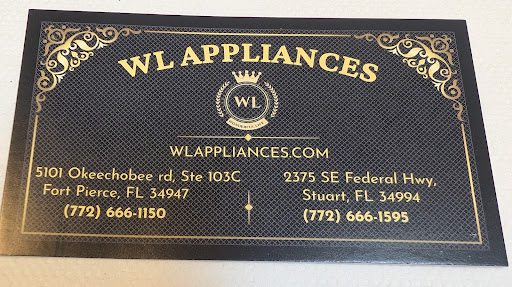 WL APPLIANCES
WL
WLAPPLIANCES.COM
5101 Okeechobee rd, Ste 103C
Fort Pierce, FL 34947
(772) 666-1150
2375 SE Federal Hwy,
Stuart, FL 34994
(772) 666-1595